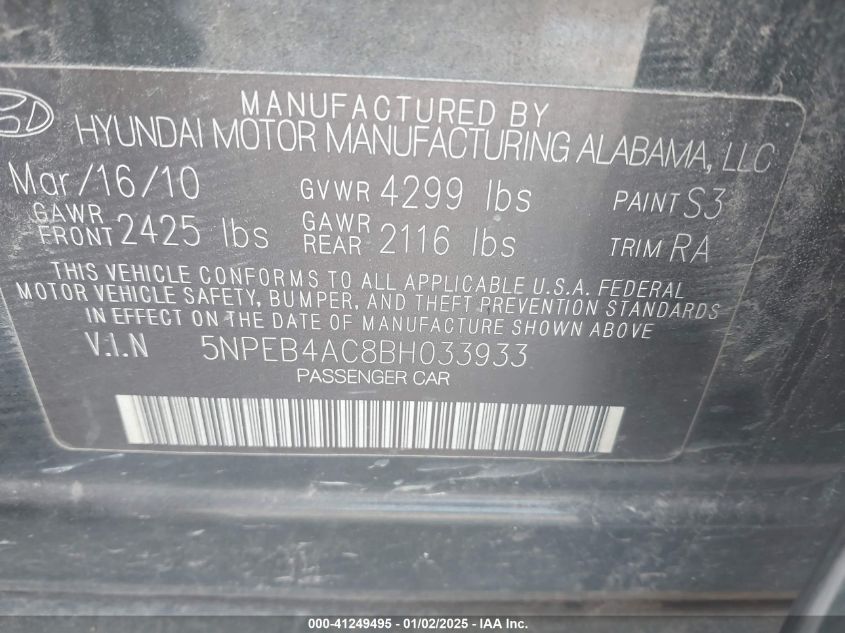 MANUFACTURED BY
HYUNDAI MOTOR MANUFACTURING ALABAMA, LLC
Mar/16/10 GVWR 4299 lbs PAINT S3
GAWR FRONT 2425 lbs GAWR REAR 2116 lbs TRIM RA
THIS VEHICLE CONFORMS TO ALL APPLICABLE U.S.A. FEDERAL
MOTOR VEHICLE SAFETY, BUMPER, AND THEFT PREVENTION STANDARDS
IN EFFECT ON THE DATE OF MANUFACTURE SHOWN ABOVE
V.I.N 5NPEB4AC8BH033933
PASSENGER CAR
000-41249495 - 01/02/2025 - IAA Inc.